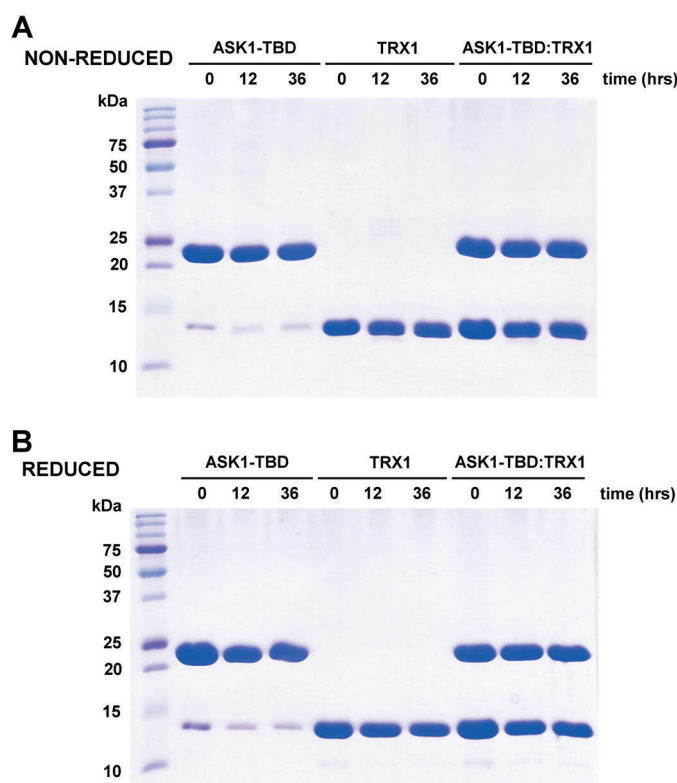 A
NON-REDUCED
ASK1-TBD TRX1 ASK1-TBD:TRX1
0 12 36 0 12 36 0 12 36 time (hrs)
kDa
75
50
37
25
20
15
10
B
REDUCED
ASK1-TBD TRX1 ASK1-TBD:TRX1
0 12 36 0 12 36 0 12 36 time (hrs)
kDa
75
50
37
25
20
15
10